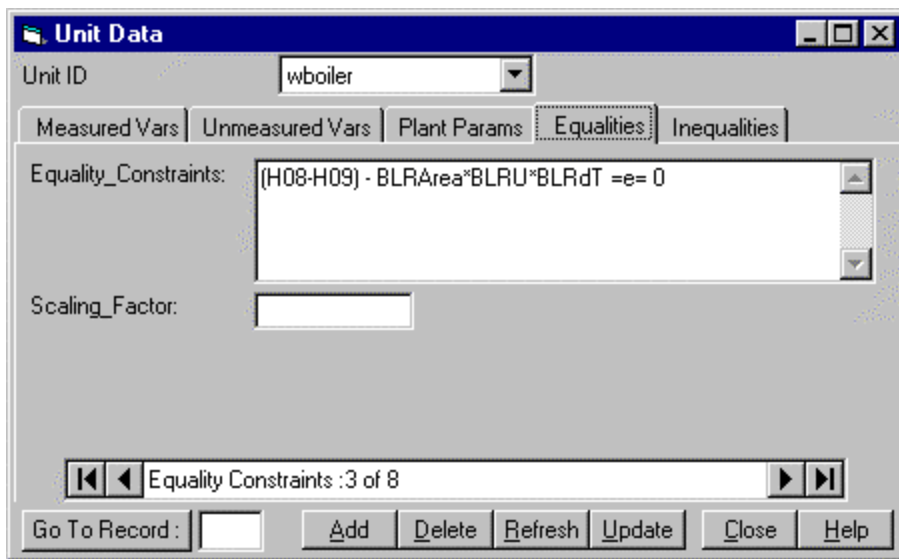 Unit Data
Unit ID wboiler
Measured Vars Unmeasured Vars Plant Params Equalities Inequalities
Equality_Constraints: (H08-H09) - BLRArea*BLRU*BLRdT =e= 0
Scaling_Factor:
Equality Constraints :3 of 8
Go To Record : Add Delete Refresh Update Close Help